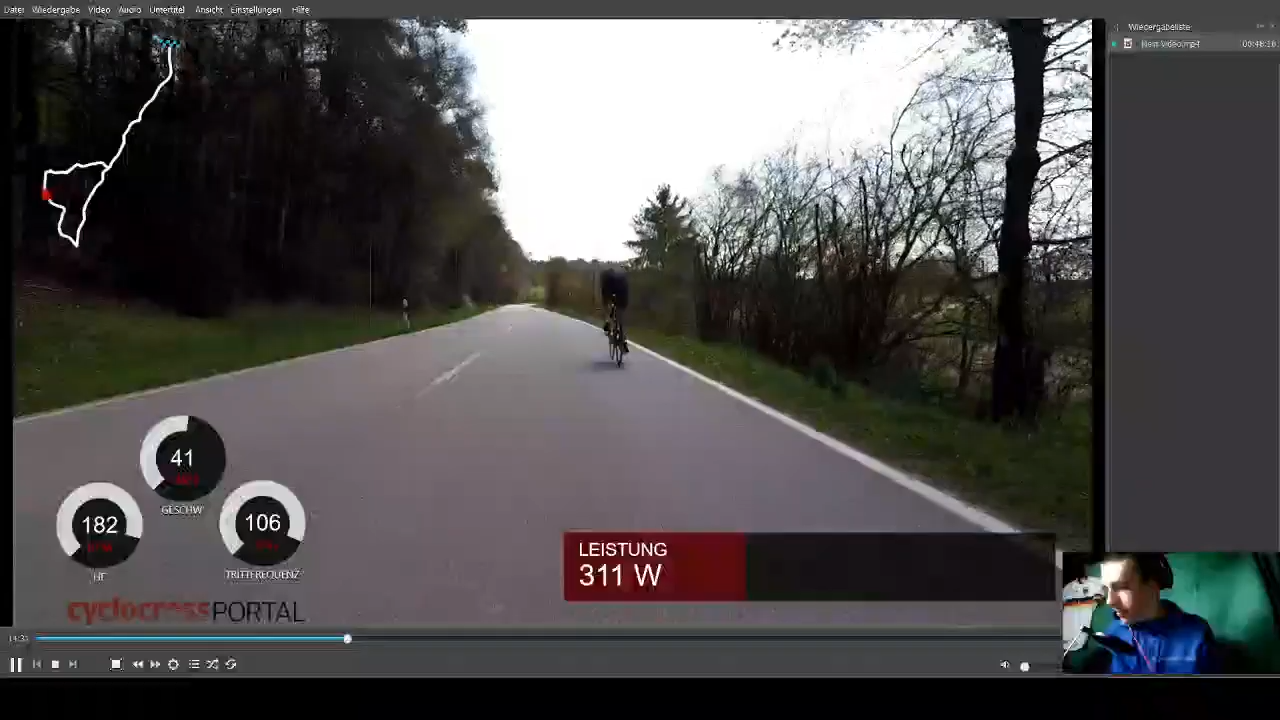 Datei Wiedergabe Video Audio Untertitel Ansicht Einstellungen Hilfe
Wiedergabeliste
41
GESCHW
182
HF
106
TRITTFREQUENZ
LEISTUNG
311 W
cyclocrossPORTAL